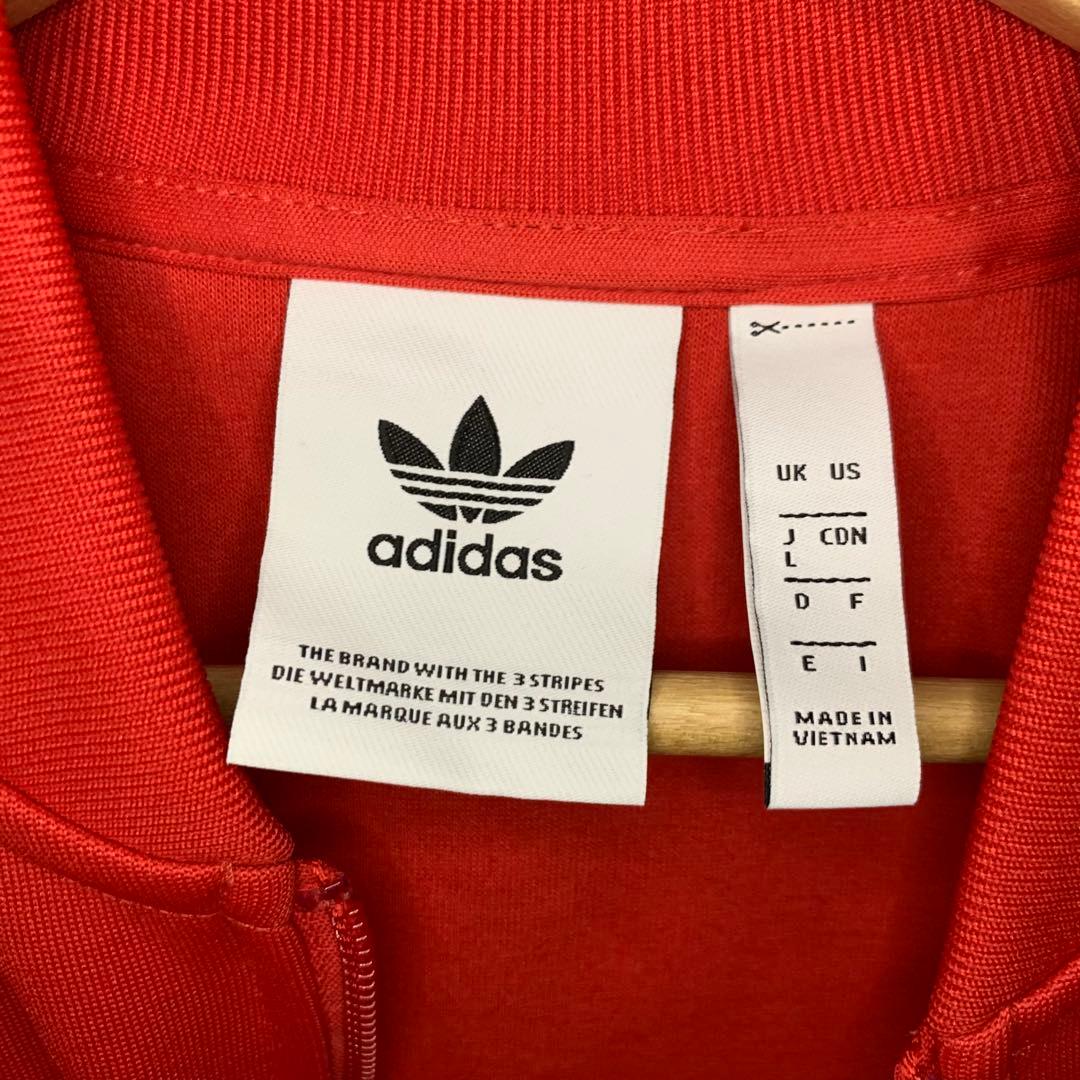 adidas
THE BRAND WITH THE 3 STRIPES
DIE WELTMARKE MIT DEN 3 STREIFEN
LA MARQUE AUX 3 BANDES
UK US
J CDN
L
D F
E I
MADE IN
VIETNAM